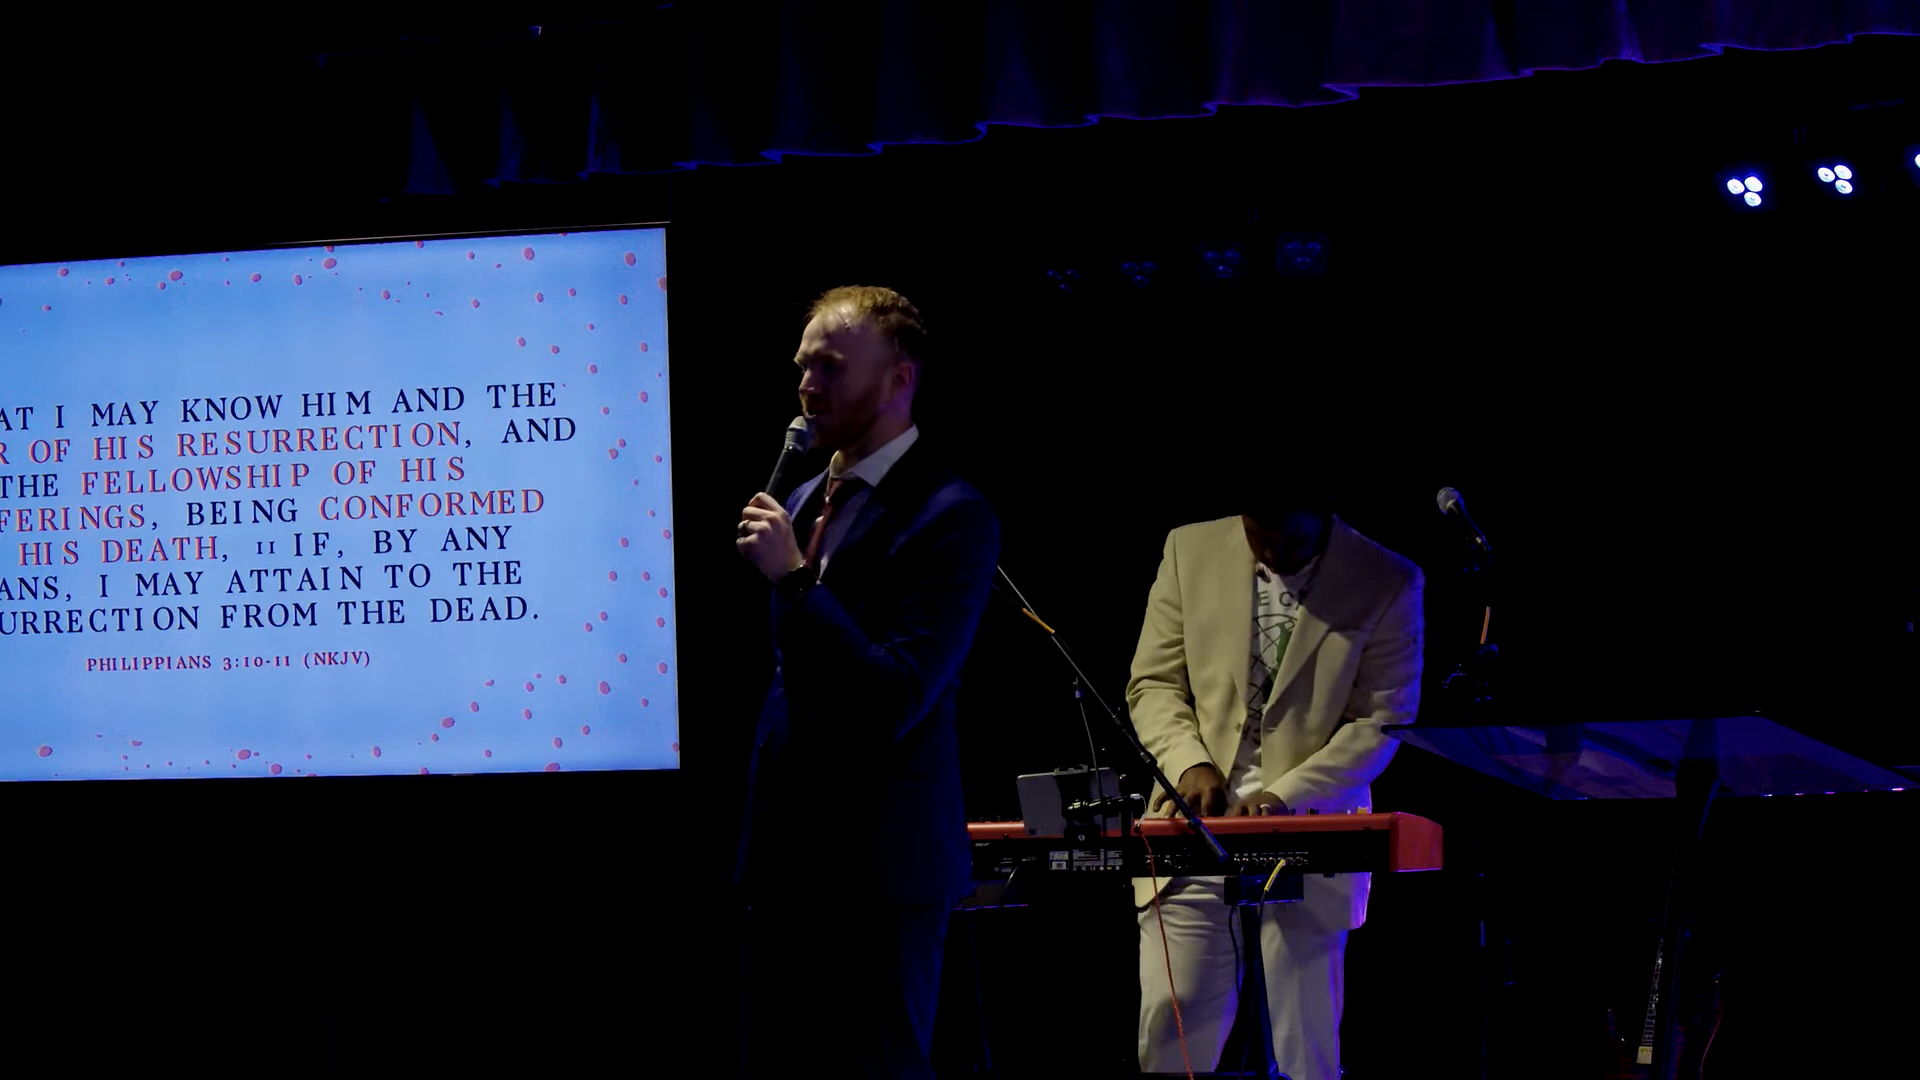 AT I MAY KNOW HIM AND THE
R OF HIS RESURRECTION, AND
THE FELLOWSHIP OF HIS
FERINGS, BEING CONFORMED
HIS DEATH, 11 IF, BY ANY
ANS, I MAY ATTAIN TO THE
URRECTION FROM THE DEAD.
PHILIPPIANS 3:10-11 (NKJV)
E C